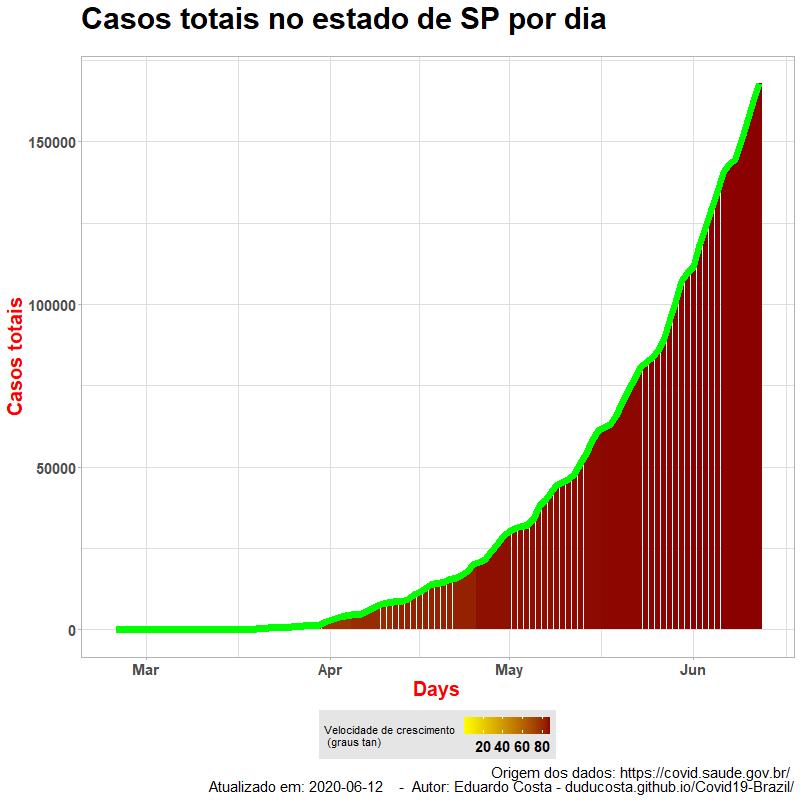 Casos totais no estado de SP por dia
150000
100000
50000
0
Casos totais
Mar Apr May Jun
Days
Velocidade de crescimento
(graus tan)
20 40 60 80
Origem dos dados: https://covid.saude.gov.br/
Atualizado em: 2020-06-12 - Autor: Eduardo Costa - duducosta.github.io/Covid19-Brazil/